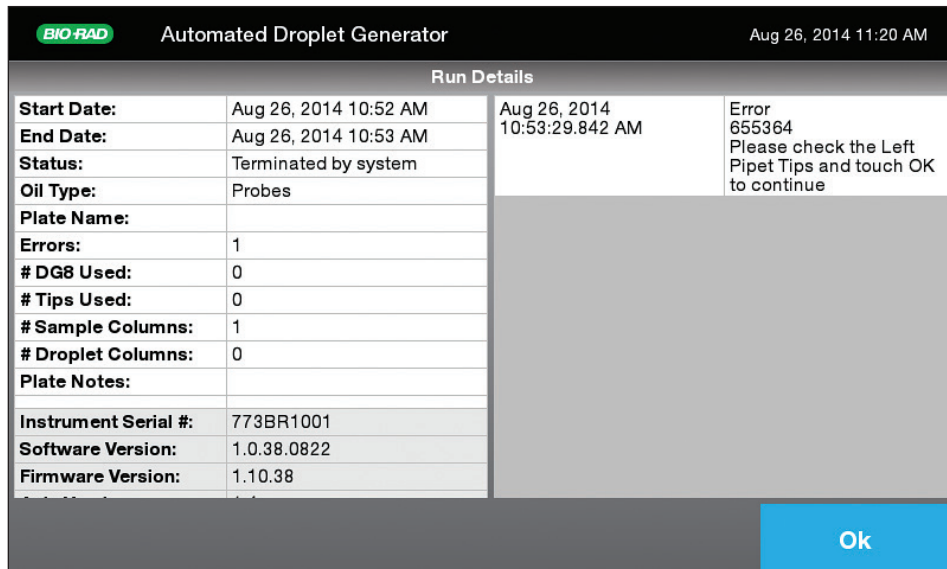 BIO-RAD Automated Droplet Generator Aug 26, 2014 11:20 AM
Run Details
Start Date: Aug 26, 2014 10:52 AM
End Date: Aug 26, 2014 10:53 AM
Status: Terminated by system
Oil Type: Probes
Plate Name:
Errors: 1
# DG8 Used: 0
# Tips Used: 0
# Sample Columns: 1
# Droplet Columns: 0
Plate Notes:
Instrument Serial #: 773BR1001
Software Version: 1.0.38.0822
Firmware Version: 1.10.38
Aug 26, 2014
10:53:29.842 AM
Error
655364
Please check the Left
Pipet Tips and touch OK
to continue
Ok